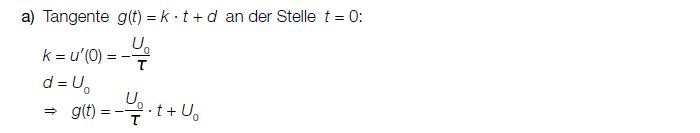 a) Tangente g(t) = k · t + d an der Stelle t = 0:
k = u′(0) = −U₀/τ
d = U₀
⇒ g(t) = −U₀/τ · t + U₀